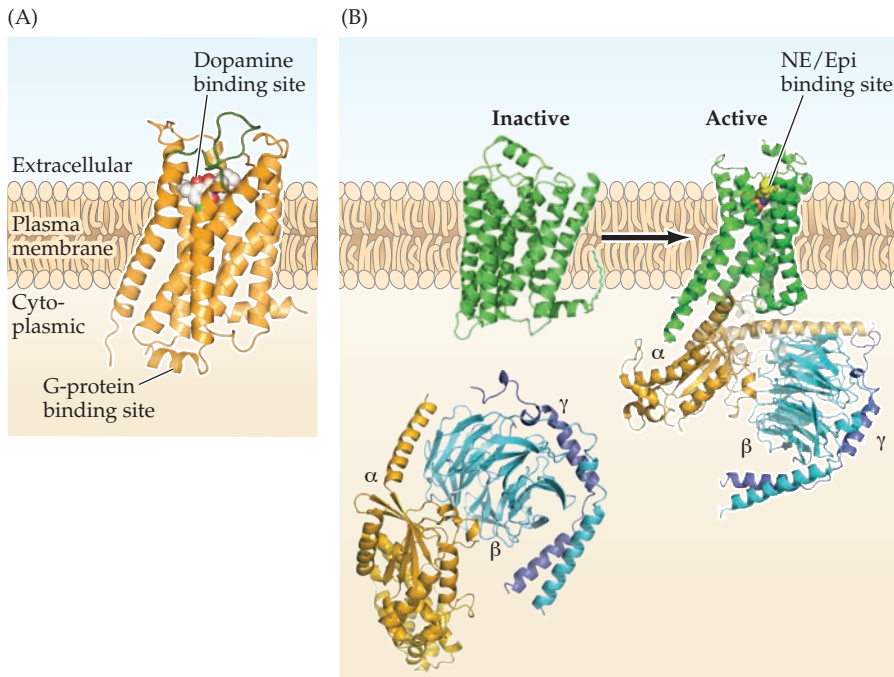 (A)
Dopamine
binding site
Extracellular
Plasma
membrane
Cyto-
plasmic
G-protein
binding site
(B)
NE/Epi
binding site
Inactive
Active
α
β
γ
α
β
γ